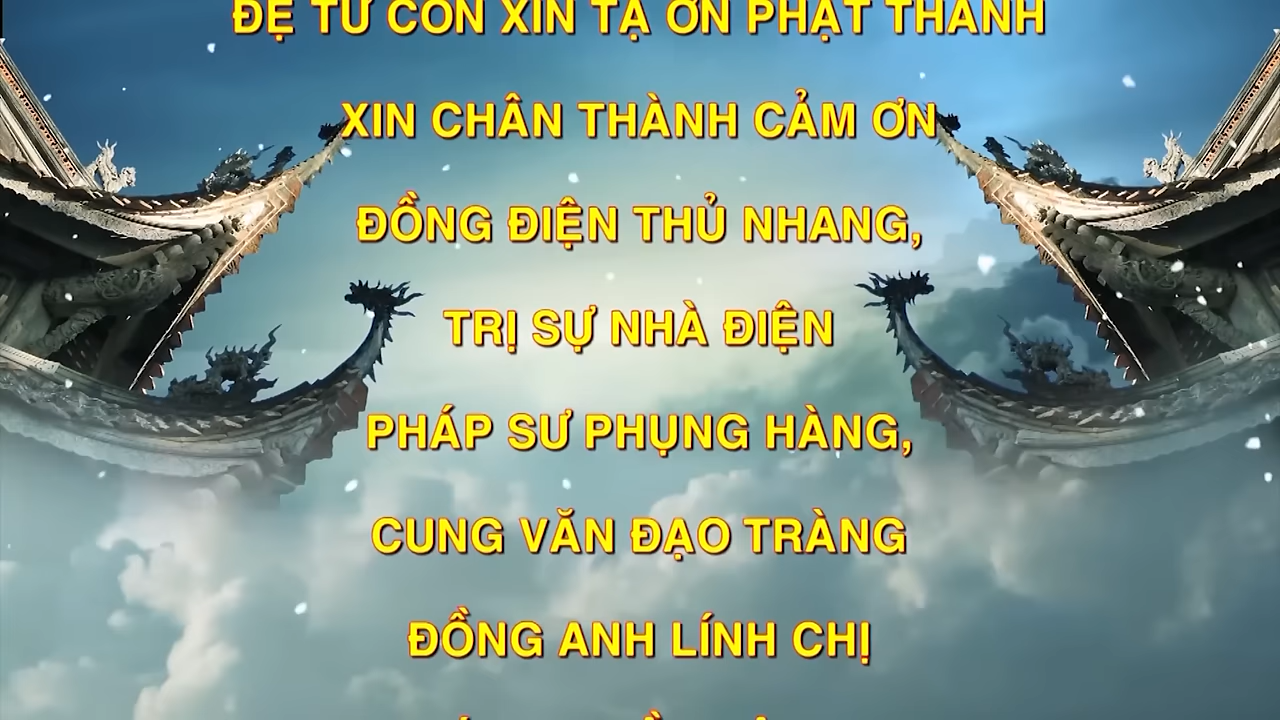 ĐỆ TỬ CON XIN TẠ ƠN PHẬT THÁNH
XIN CHÂN THÀNH CẢM ƠN
ĐỒNG ĐIỆN THỦ NHANG,
TRỊ SỰ NHÀ ĐIỆN
PHÁP SƯ PHỤNG HÀNG,
CUNG VĂN ĐẠO TRÀNG
ĐỒNG ANH LÍNH CHỊ